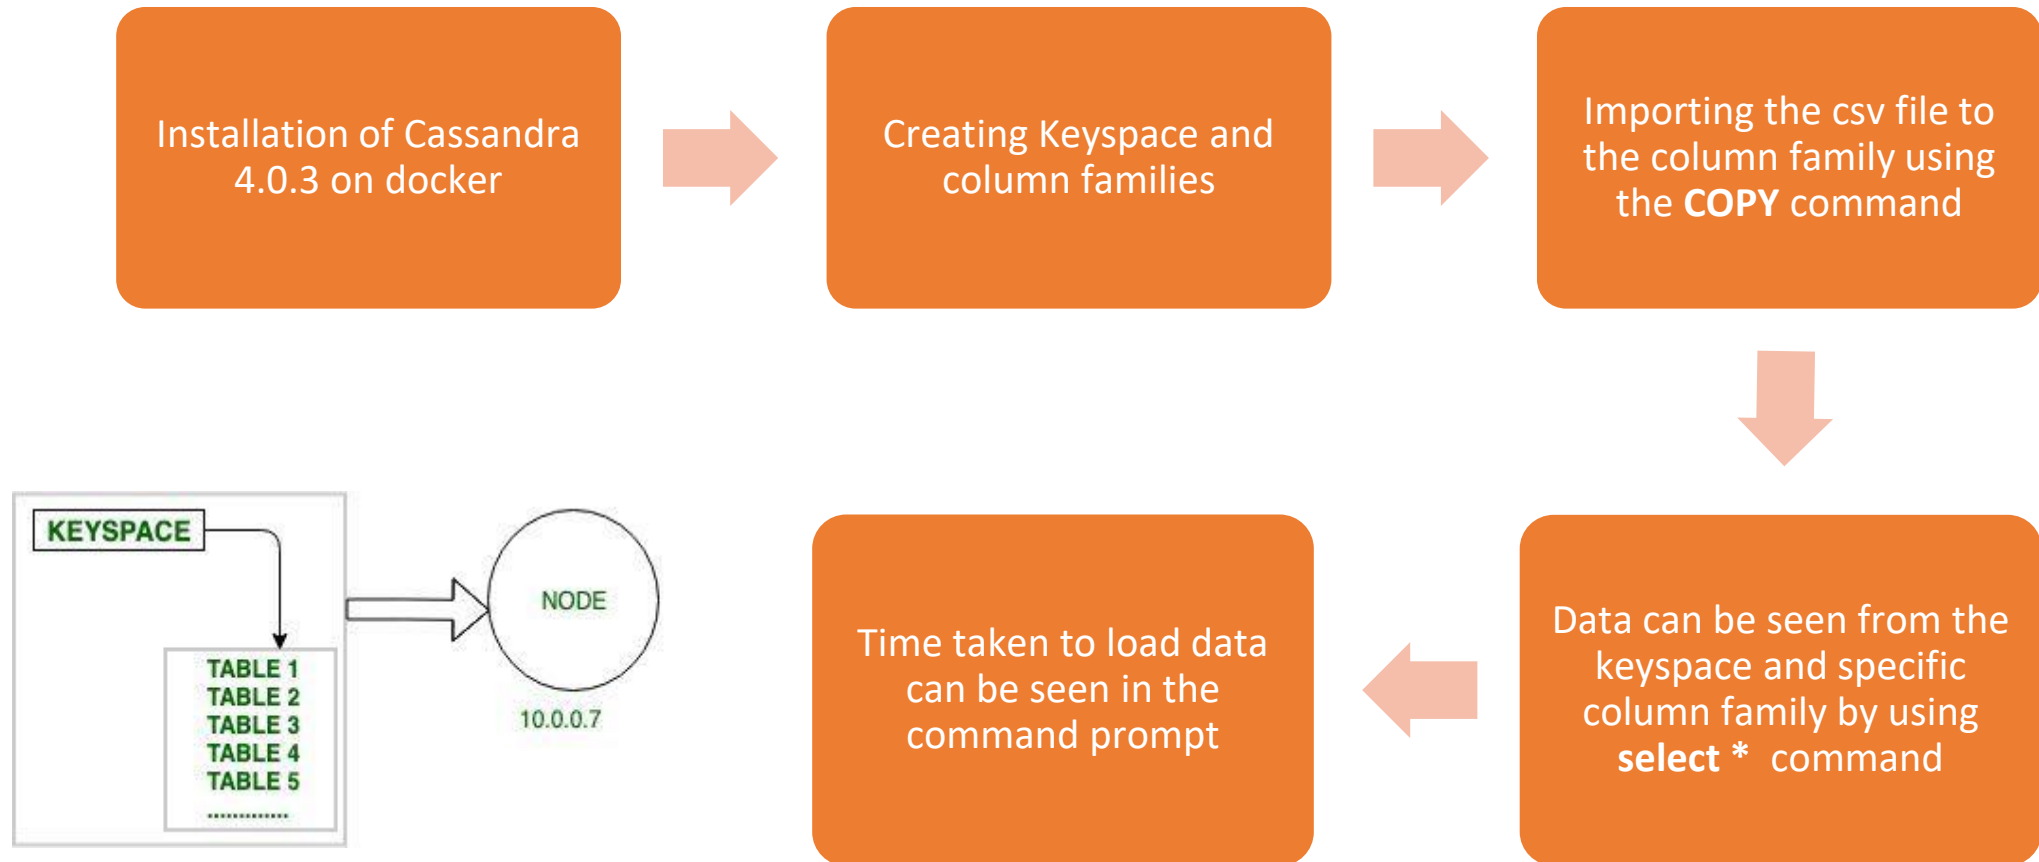 Installation of Cassandra
4.0.3 on docker
Creating Keyspace and
column families
Importing the csv file to
the column family using
the COPY command
Data can be seen from the
keyspace and specific
column family by using
select * command
Time taken to load data
can be seen in the
command prompt
KEYSPACE
TABLE 1
TABLE 2
TABLE 3
TABLE 4
TABLE 5
.............
NODE
10.0.0.7